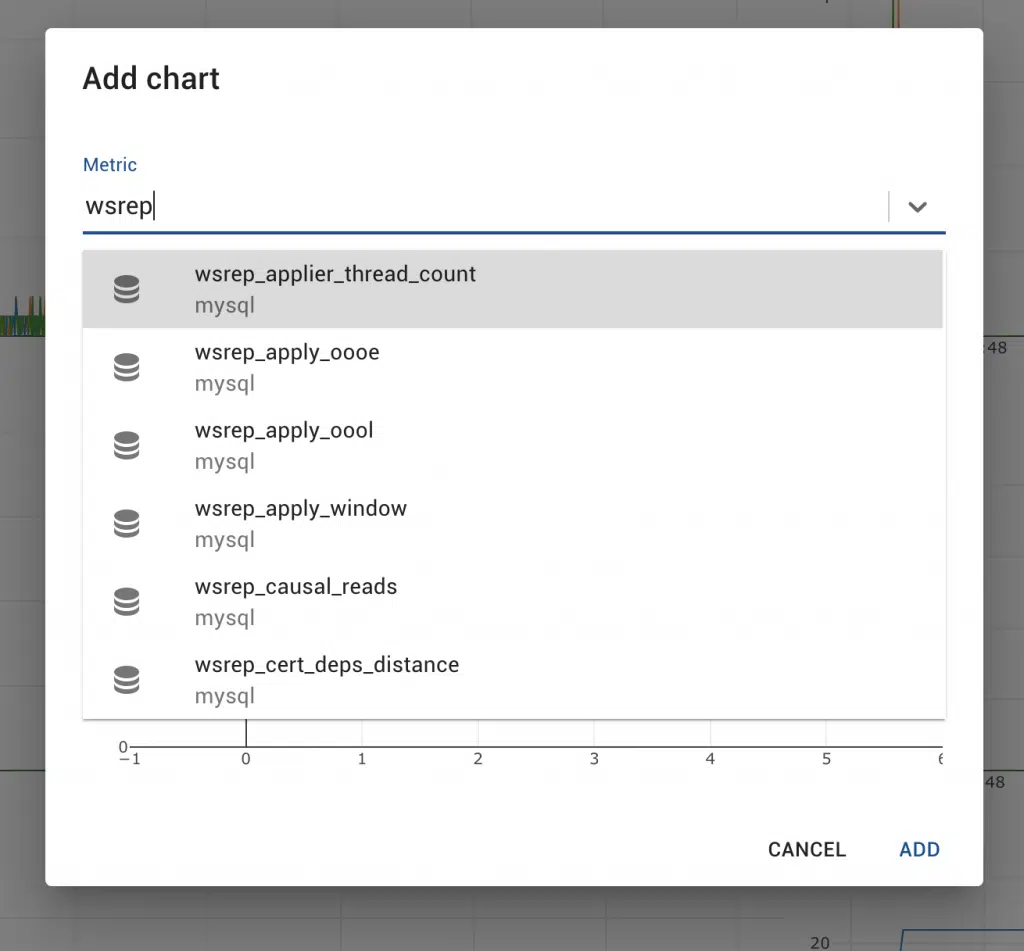 Add chart
Metric
wsrep
wsrep_applier_thread_count
mysql
wsrep_apply_oooe
mysql
wsrep_apply_oool
mysql
wsrep_apply_window
mysql
wsrep_causal_reads
mysql
wsrep_cert_deps_distance
mysql
:48
0
−1 0 1 2 3 4 5 6
48
CANCEL ADD
20